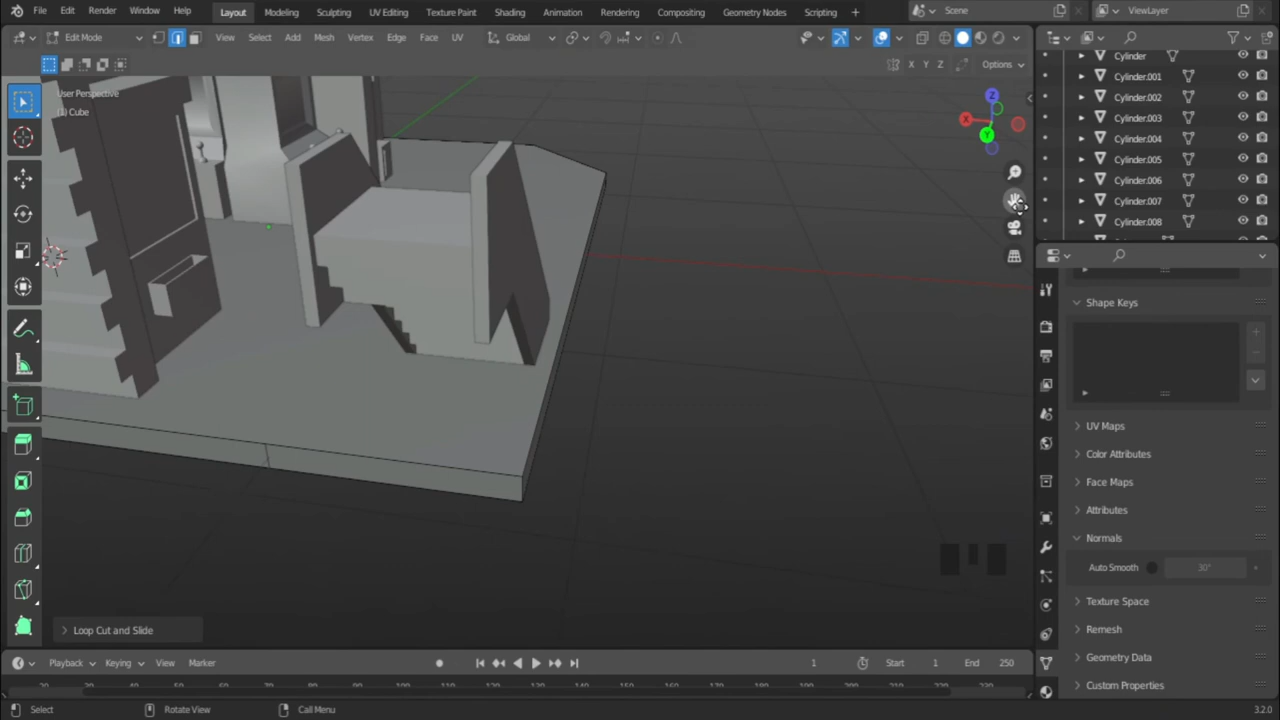 File Edit Render Window Help Layout Modeling Sculpting UV Editing Texture Paint Shading Animation Rendering Compositing Geometry Nodes Scripting + Scene ViewLayer
Edit Mode View Select Add Mesh Vertex Edge Face UV Global
X Y Z Options
User Perspective
(1) Cube
Z
X
Y
Cylinder
Cylinder.001
Cylinder.002
Cylinder.003
Cylinder.004
Cylinder.005
Cylinder.006
Cylinder.007
Cylinder.008
Shape Keys
UV Maps
Color Attributes
Face Maps
Attributes
Normals
Auto Smooth 30°
Texture Space
Remesh
Geometry Data
Custom Properties
Loop Cut and Slide
Playback Keying View Marker 1 Start 1 End 250
Select Rotate View Call Menu 3.2.0